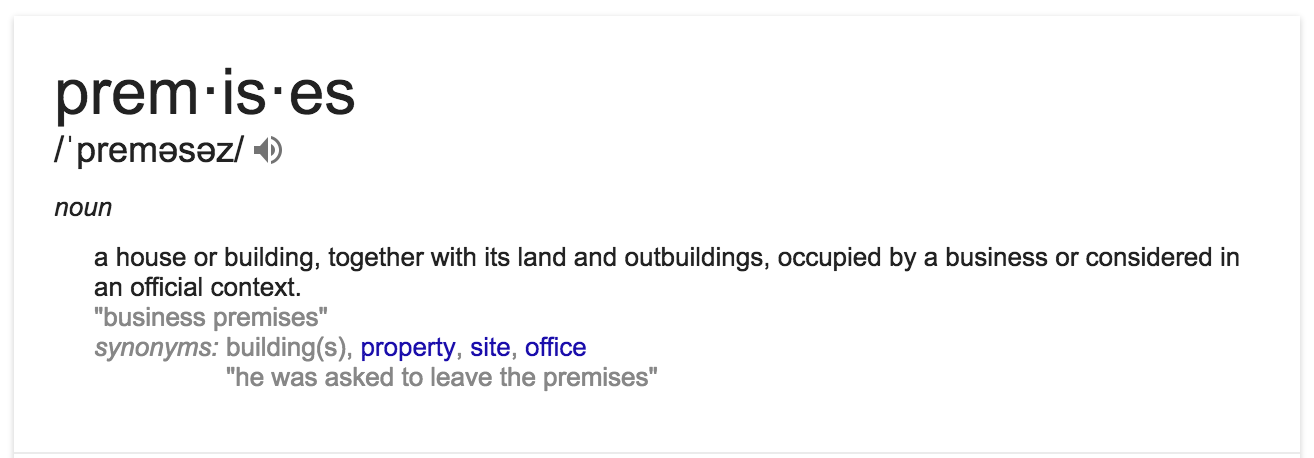 prem·is·es
/ˈpreməsəz/
noun
a house or building, together with its land and outbuildings, occupied by a business or considered in
an official context.
"business premises"
synonyms: building(s), property, site, office
"he was asked to leave the premises"